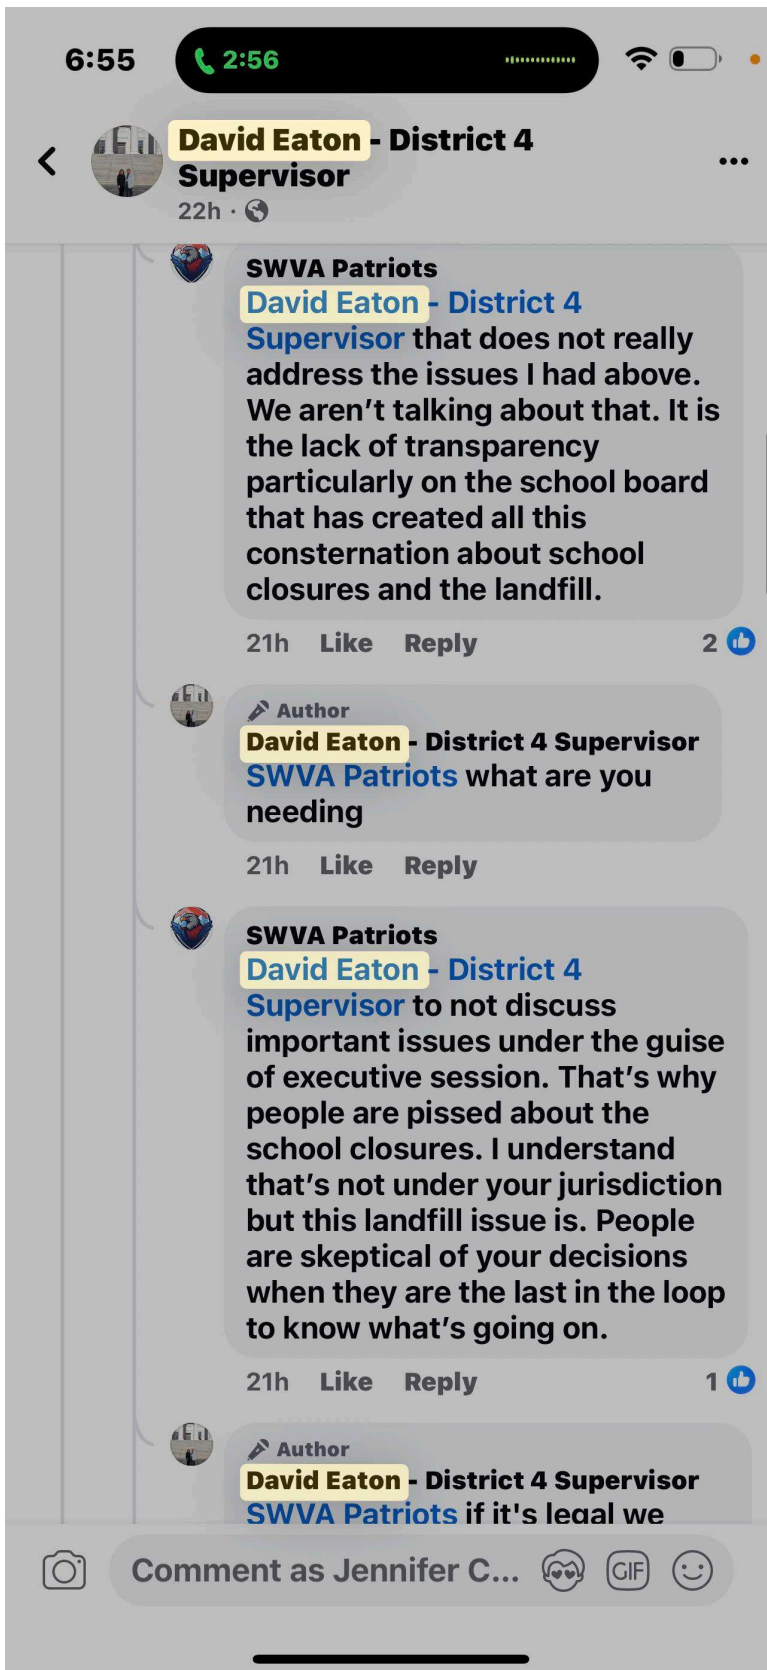 6:55
2:56
David Eaton - District 4
Supervisor
22h ·
SWVA Patriots
David Eaton - District 4
Supervisor that does not really
address the issues I had above.
We aren't talking about that. It is
the lack of transparency
particularly on the school board
that has created all this
consternation about school
closures and the landfill.
21h Like Reply 2
Author
David Eaton - District 4 Supervisor
SWVA Patriots what are you
needing
21h Like Reply
SWVA Patriots
David Eaton - District 4
Supervisor to not discuss
important issues under the guise
of executive session. That's why
people are pissed about the
school closures. I understand
that's not under your jurisdiction
but this landfill issue is. People
are skeptical of your decisions
when they are the last in the loop
to know what's going on.
21h Like Reply 1
Author
David Eaton - District 4 Supervisor
SWVA Patriots if it's legal we
Comment as Jennifer C... GIF